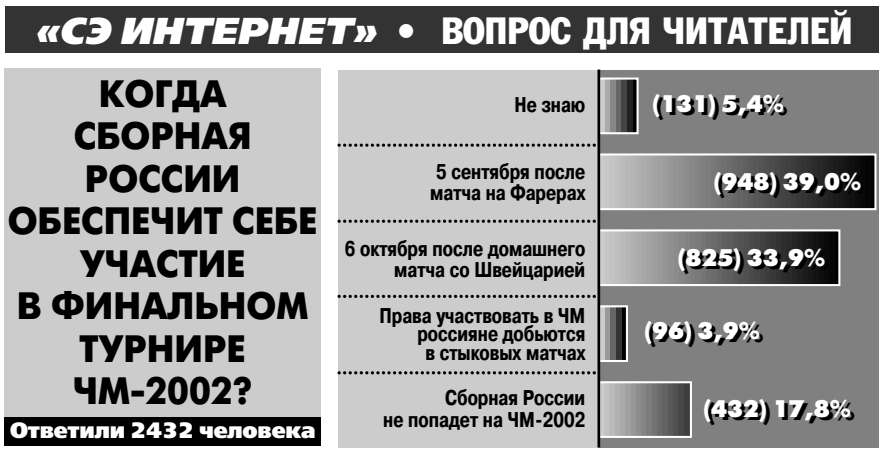 «СЭ ИНТЕРНЕТ» • ВОПРОС ДЛЯ ЧИТАТЕЛЕЙ
КОГДА
СБОРНАЯ
РОССИИ
ОБЕСПЕЧИТ СЕБЕ
УЧАСТИЕ
В ФИНАЛЬНОМ
ТУРНИРЕ
ЧМ-2002?
Ответили 2432 человека
Не знаю
(131) 5,4%
5 сентября после
матча на Фарерах
(948) 39,0%
6 октября после домашнего
матча со Швейцарией
(825) 33,9%
Права участвовать в ЧМ
россияне добьются
в стыковых матчах
(96) 3,9%
Сборная России
не попадет на ЧМ-2002
(432) 17,8%